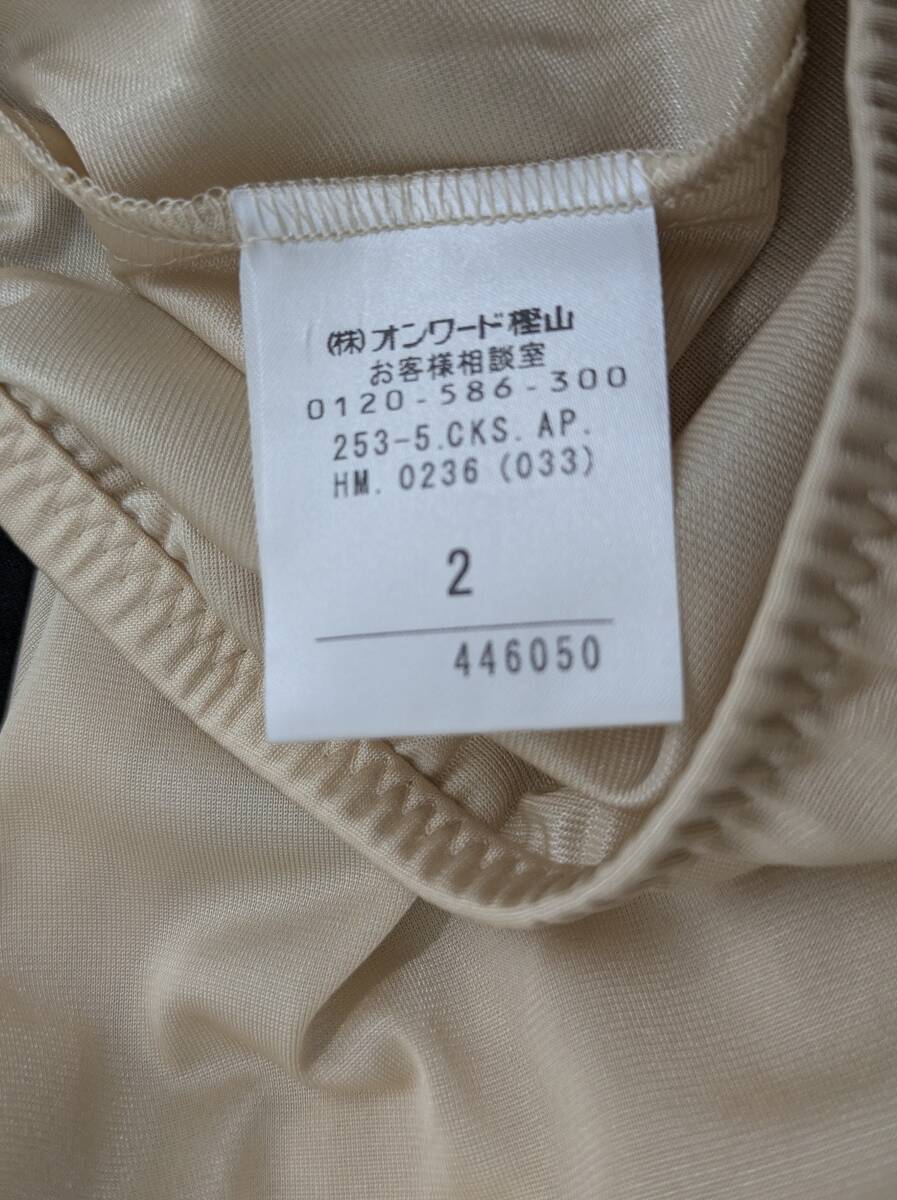 (株)オンワード樫山
お客様相談室
0120-586-300
253-5.CKS.AP.
HM.0236(033)
2
446050